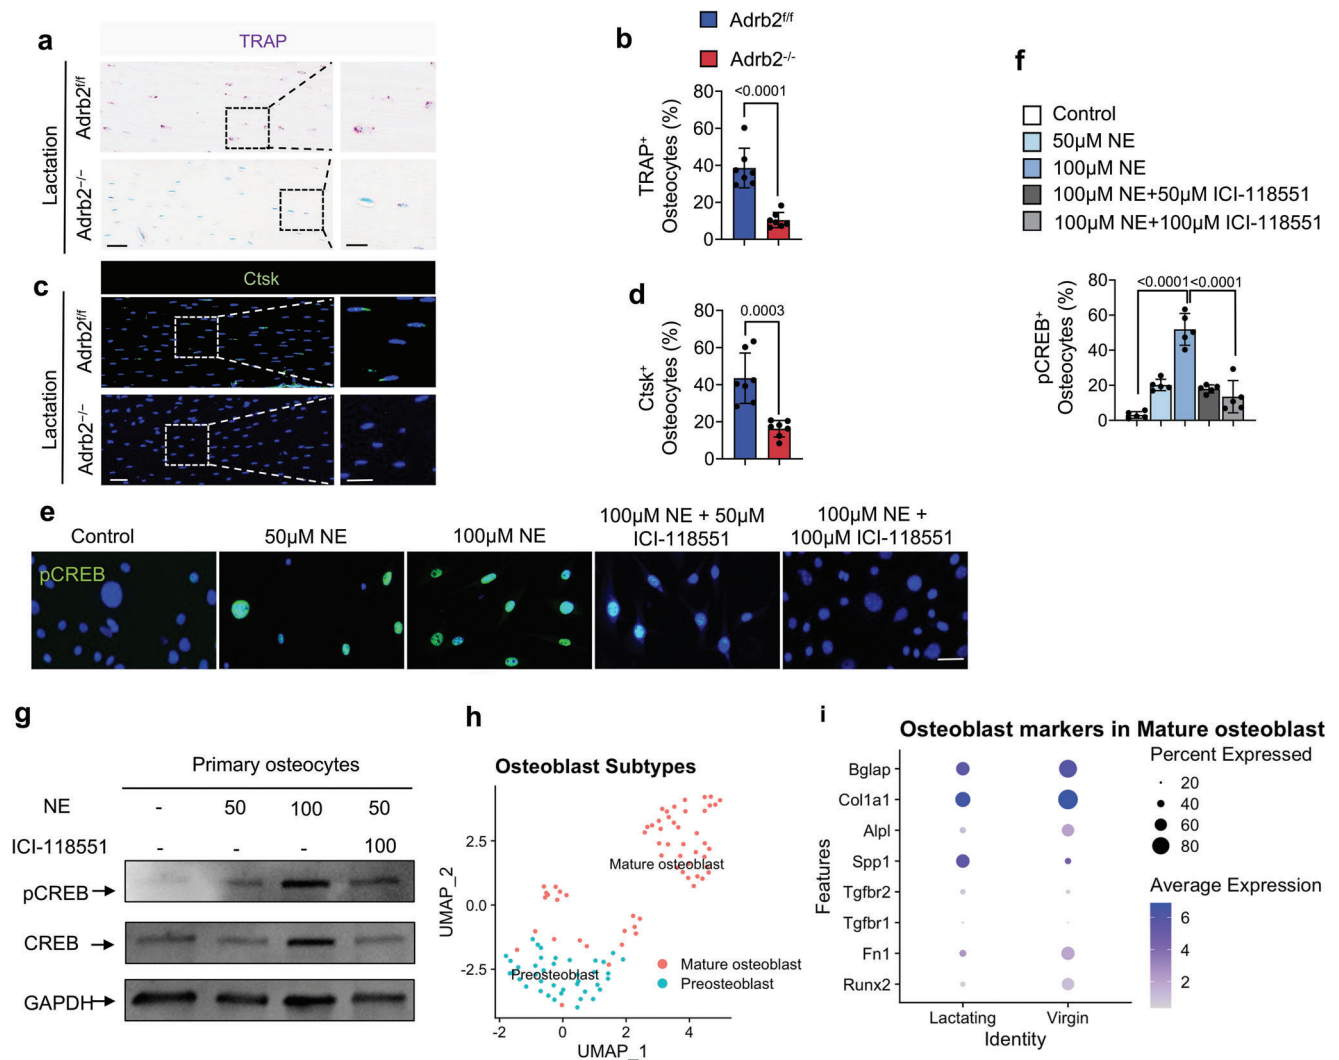 a
TRAP
Lactation
Adrb2f/f
Adrb2−/−
b
Adrb2f/f
Adrb2-/-
TRAP+
Osteocytes (%)
80
60
40
20
0
<0.0001
c
Ctsk
Lactation
Adrb2f/f
Adrb2−/−
d
Ctsk+
Osteocytes (%)
80
60
40
20
0
0.0003
f
Control
50μM NE
100μM NE
100μM NE+50μM ICI-118551
100μM NE+100μM ICI-118551
pCREB+
Osteocytes (%)
80
60
40
20
0
<0.0001 <0.0001
e
Control
50μM NE
100μM NE
100μM NE + 50μM
ICI-118551
100μM NE +
100μM ICI-118551
pCREB
g
Primary osteocytes
NE - 50 100 50
ICI-118551 - - - 100
pCREB
CREB
GAPDH
h
Osteoblast Subtypes
UMAP_2
2.5
0.0
-2.5
Mature osteoblast
Preosteoblast
Mature osteoblast
Preosteoblast
-2 0 2 4
UMAP_1
i
Osteoblast markers in Mature osteoblast
Features
Bglap
Col1a1
Alpl
Spp1
Tgfbr2
Tgfbr1
Fn1
Runx2
Lactating Virgin
Identity
Percent Expressed
20
40
60
80
Average Expression
6
4
2